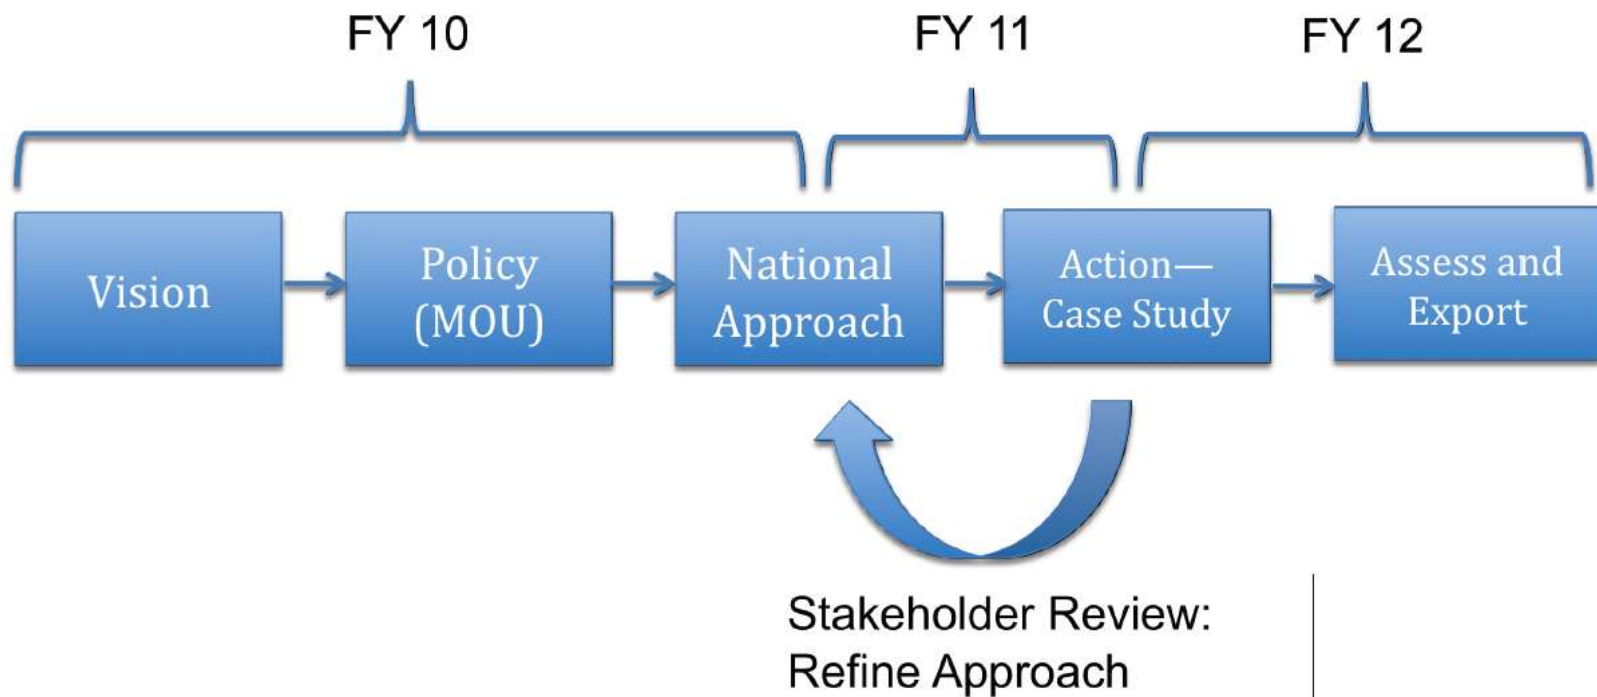 FY 10
FY 11
FY 12
Vision
Policy
(MOU)
National
Approach
Action—
Case Study
Assess and
Export
Stakeholder Review:
Refine Approach